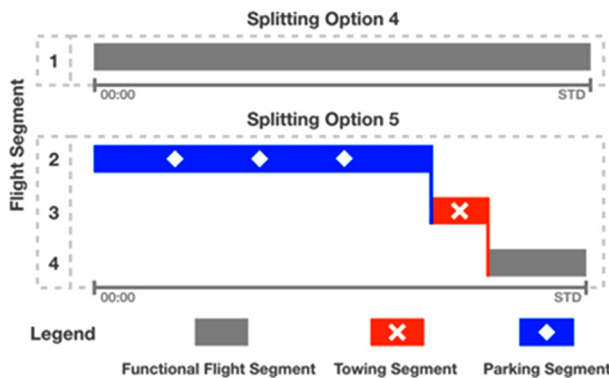 Splitting Option 4
1
00:00 STD
Splitting Option 5
Flight Segment
2
3
4
00:00 STD
Legend
Functional Flight Segment Towing Segment Parking Segment